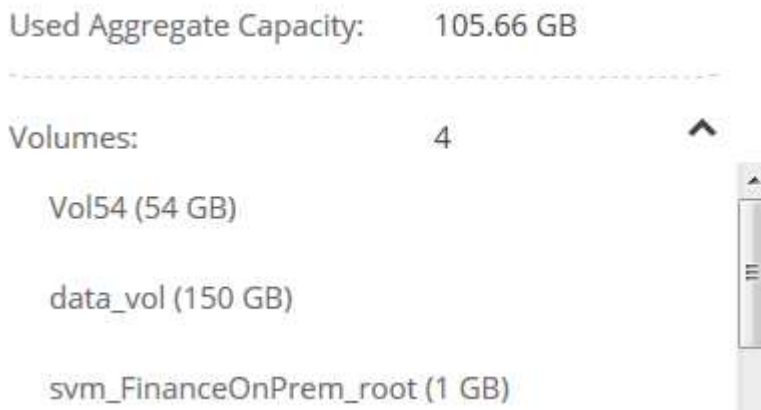 Used Aggregate Capacity: 105.66 GB
Volumes: 4
Vol54 (54 GB)
data_vol (150 GB)
svm_FinanceOnPrem_root (1 GB)